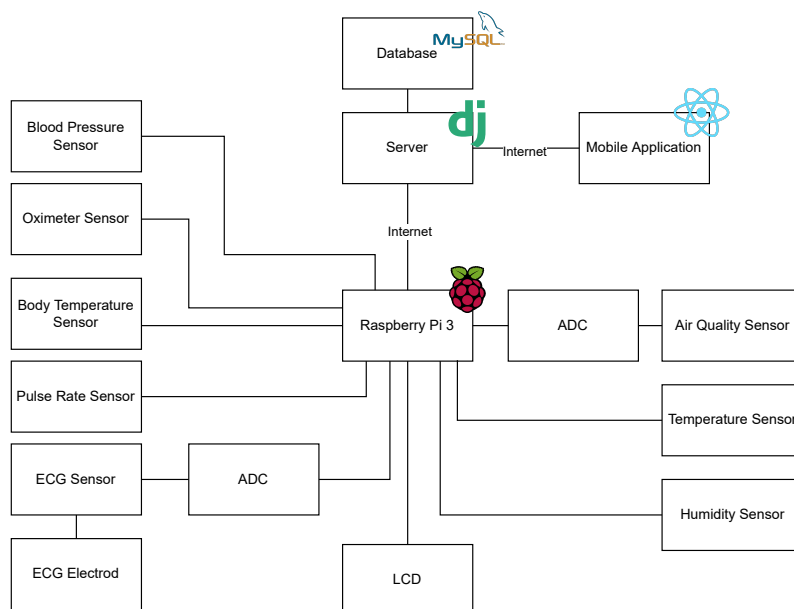 MySQL
Database
dj
Blood Pressure
Sensor
Server
Internet
Mobile Application
Oximeter Sensor
Internet
Body Temperature
Sensor
Raspberry Pi 3
ADC
Air Quality Sensor
Pulse Rate Sensor
Temperature Sensor
ECG Sensor
ADC
Humidity Sensor
ECG Electrod
LCD